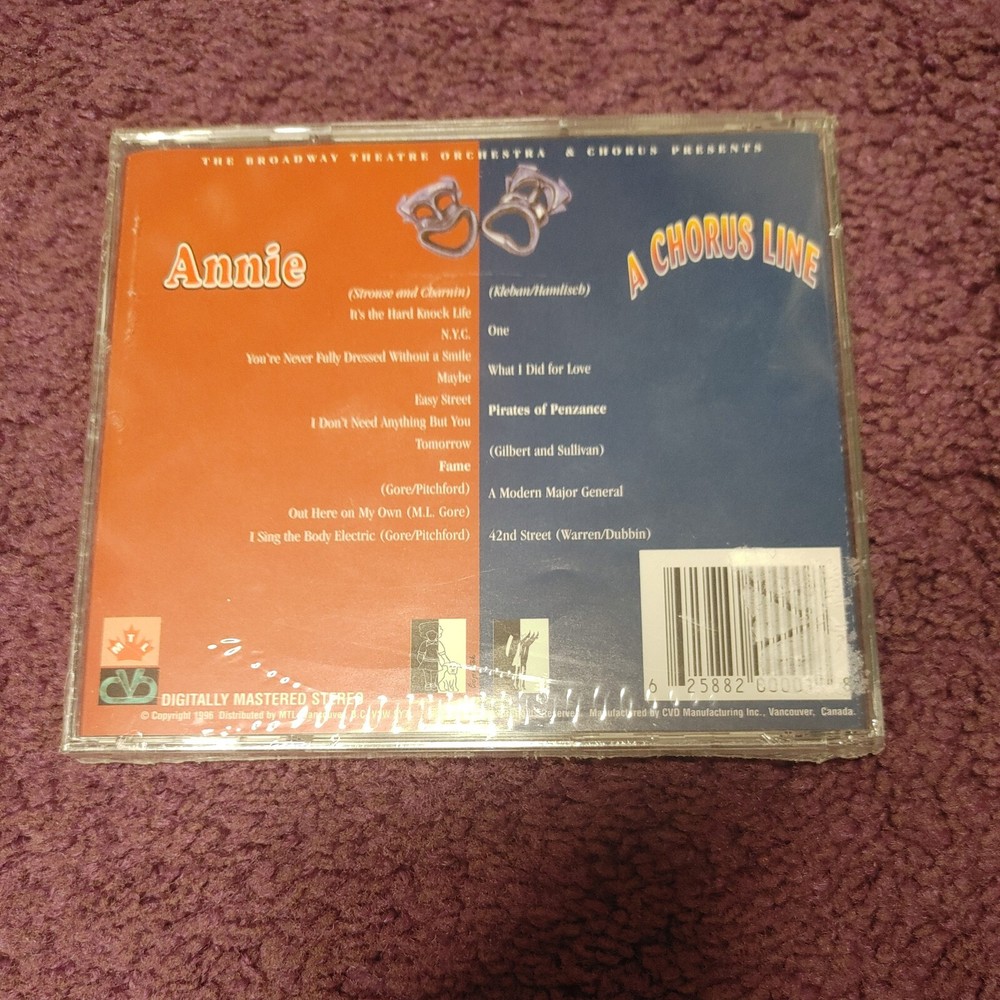 THE BROADWAY THEATRE ORCHESTRA & CHORUS PRESENTS
Annie
(Strouse and Charnin)
It's the Hard Knock Life
N.Y.C.
You're Never Fully Dressed Without a Smile
Maybe
Easy Street
I Don't Need Anything But You
Tomorrow
Fame
(Gore/Pitchford)
Out Here on My Own (M.L. Gore)
I Sing the Body Electric (Gore/Pitchford)
A CHORUS LINE
(Kleban/Hamlisch)
One
What I Did for Love
Pirates of Penzance
(Gilbert and Sullivan)
A Modern Major General
42nd Street (Warren/Dubbin)
MTL
CVD
DIGITALLY MASTERED STEREO
6 25882
© Copyright 1996 Distributed by MTL Vancouver, Manufactured by CVD Manufacturing Inc., Vancouver, Canada.